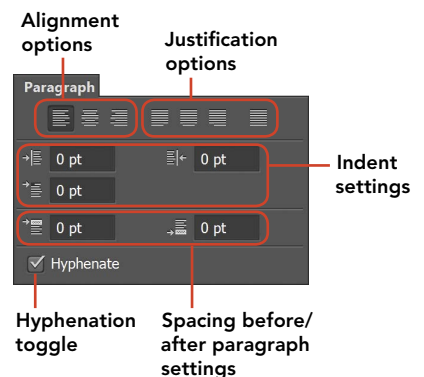 Alignment
options
Justification
options
Paragraph
0 pt
0 pt
0 pt
Indent
settings
0 pt
0 pt
Hyphenate
Hyphenation
toggle
Spacing before/
after paragraph
settings